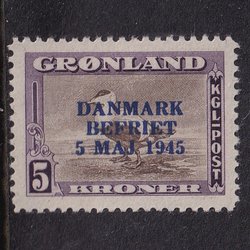 GRØNLAND
KGL-POST
DANMARK
BEFRIET
5 MAJ 1945
5
KRONER